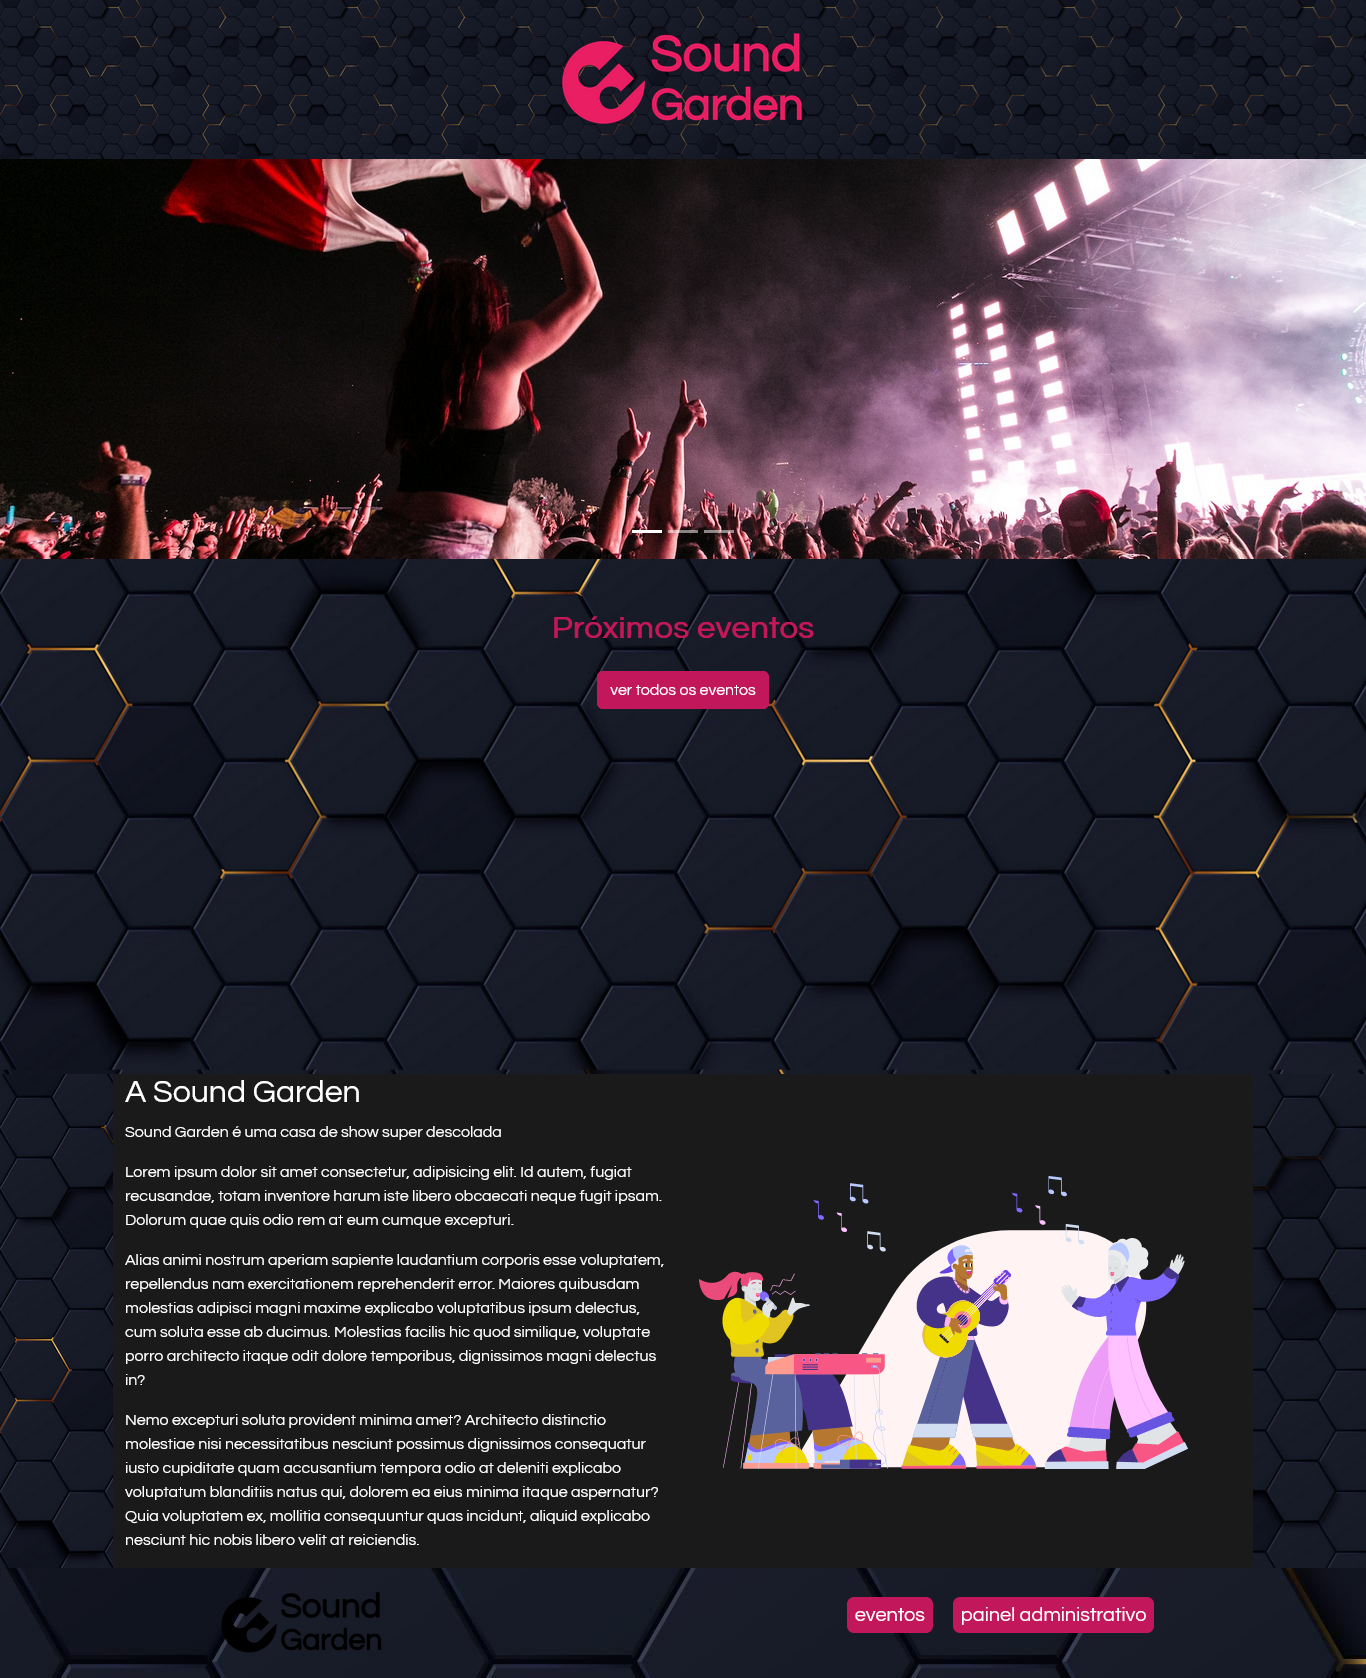 Sound
Garden
Próximos eventos
ver todos os eventos
A Sound Garden
Sound Garden é uma casa de show super descolada
Lorem ipsum dolor sit amet consectetur, adipisicing elit. Id autem, fugiat
recusandae, totam inventore harum iste libero obcaecati neque fugit ipsam.
Dolorum quae quis odio rem at eum cumque excepturi.
Alias animi nostrum aperiam sapiente laudantium corporis esse voluptatem,
repellendus nam exercitationem reprehenderit error. Maiores quibusdam
molestias adipisci magni maxime explicabo voluptatibus ipsum delectus,
cum soluta esse ab ducimus. Molestias facilis hic quod similique, voluptate
porro architecto itaque odit dolore temporibus, dignissimos magni delectus
in?
Nemo excepturi soluta provident minima amet? Architecto distinctio
molestiae nisi necessitatibus nesciunt possimus dignissimos consequatur
iusto cupiditate quam accusantium tempora odio at deleniti explicabo
voluptatum blanditiis natus qui, dolorem ea eius minima itaque aspernatur?
Quia voluptatem ex, mollitia consequuntur quas incidunt, aliquid explicabo
nesciunt hic nobis libero velit at reiciendis.
Sound
Garden
eventos
painel administrativo